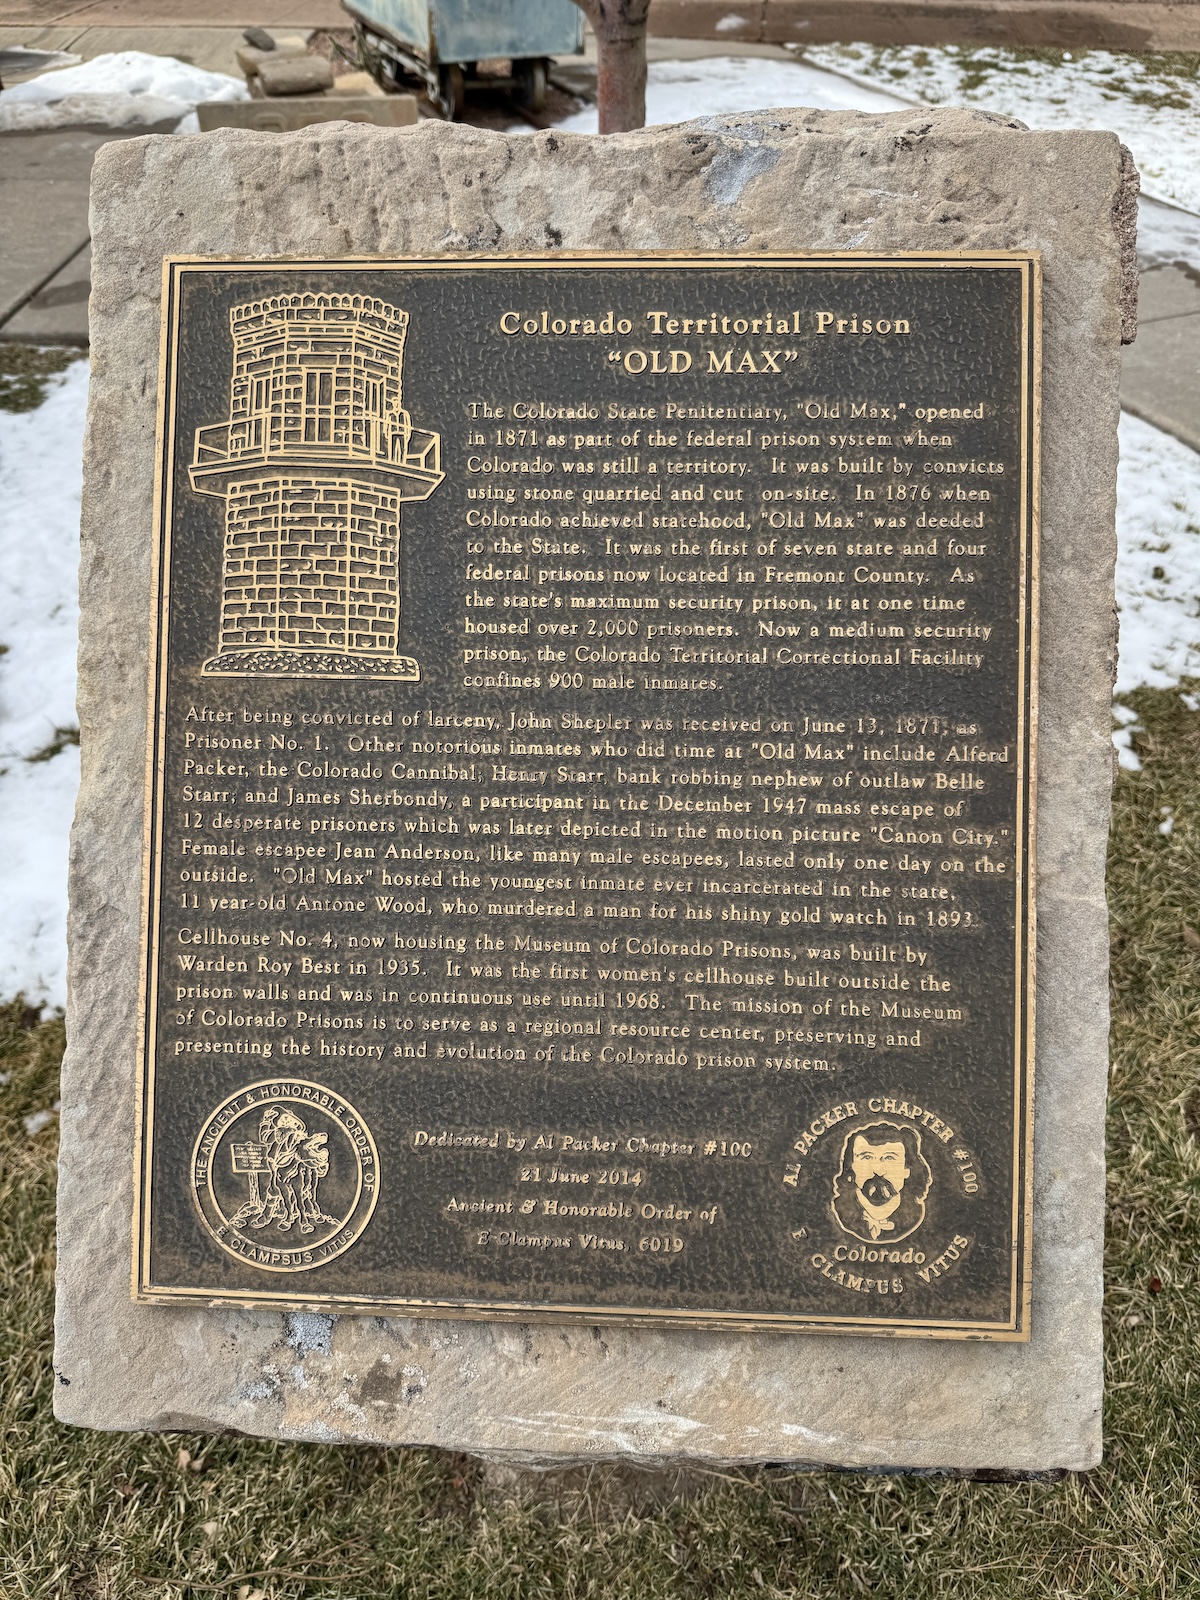 Colorado Territorial Prison
“OLD MAX”
The Colorado State Penitentiary, "Old Max," opened
in 1871 as part of the federal prison system when
Colorado was still a territory. It was built by convicts
using stone quarried and cut on-site. In 1876 when
Colorado achieved statehood, "Old Max" was deeded
to the State. It was the first of seven state and four
federal prisons now located in Fremont County. As
the state's maximum security prison, it at one time
housed over 2,000 prisoners. Now a medium security
prison, the Colorado Territorial Correctional Facility
confines 900 male inmates.
After being convicted of larceny, John Shepler was received on June 13, 1871, as
Prisoner No. 1. Other notorious inmates who did time at "Old Max" include Alferd
Packer, the Colorado Cannibal; Henry Starr, bank robbing nephew of outlaw Belle
Starr; and James Sherbondy, a participant in the December 1947 mass escape of
12 desperate prisoners which was later depicted in the motion picture "Canon City."
Female escapee Jean Anderson, like many male escapees, lasted only one day on the
outside. "Old Max" hosted the youngest inmate ever incarcerated in the state,
11 year-old Antone Wood, who murdered a man for his shiny gold watch in 1893.
Cellhouse No. 4, now housing the Museum of Colorado Prisons, was built by
Warden Roy Best in 1935. It was the first women's cellhouse built outside the
prison walls and was in continuous use until 1968. The mission of the Museum
of Colorado Prisons is to serve as a regional resource center, preserving and
presenting the history and evolution of the Colorado prison system.
THE ANCIENT & HONORABLE ORDER OF
E CLAMPSUS VITUS
Dedicated by Al Packer Chapter #100
21 June 2014
Ancient & Honorable Order of
E Clampus Vitus, 6019
AL PACKER CHAPTER #100
Colorado
E CLAMPUS VITUS